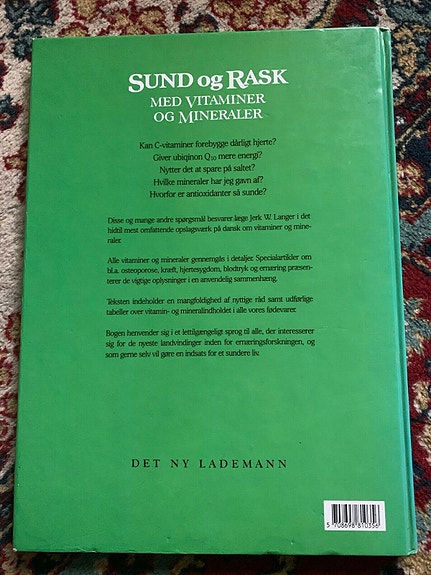 SUND og RASK
MED VITAMINER
OG MINERALER
Kan C-vitaminer forebygge dårligt hjerte?
Giver ubiqinon Q10 mere energi?
Nytter det at spare på saltet?
Hvilke mineraler har jeg gavn af?
Hvorfor er antioxidanter så sunde?
Disse og mange andre spørgsmål besvarer læge Jerk W. Langer i det
hidtil mest omfattende opslagsværk på dansk om vitaminer og mine-
raler.
Alle vitaminer og mineraler gennemgås i detaljer. Specialartikler om
bl.a. osteoporose, kræft, hjertesygdom, blodtryk og ernæring præsen-
terer de vigtige oplysninger i en anvendelig sammenhæng.
Teksten indeholder en mangfoldighed af nyttige råd samt udførlige
tabeller over vitamin- og mineralindholdet i alle vores fødevarer.
Bogen henvender sig i et lettilgængeligt sprog til alle, der interesserer
sig for de nyeste landvindinger inden for ernæringsforskningen, og
som gerne selv vil gøre en indsats for et sundere liv.
DET NY LADEMANN
5 708698 810356